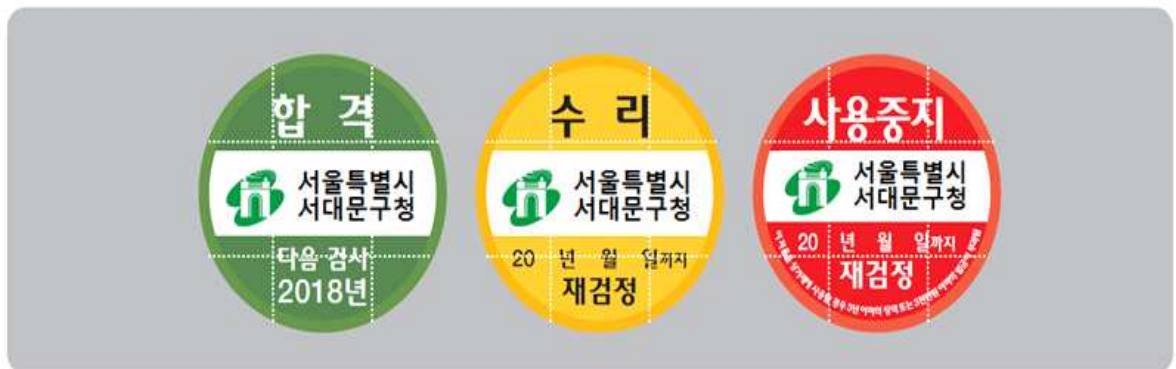 합 격
서울특별시
서대문구청
다음 검사
2018년
수 리
서울특별시
서대문구청
20 년 월 일까지
재검정
사용중지
서울특별시
서대문구청
20 년 월 일까지
재검정